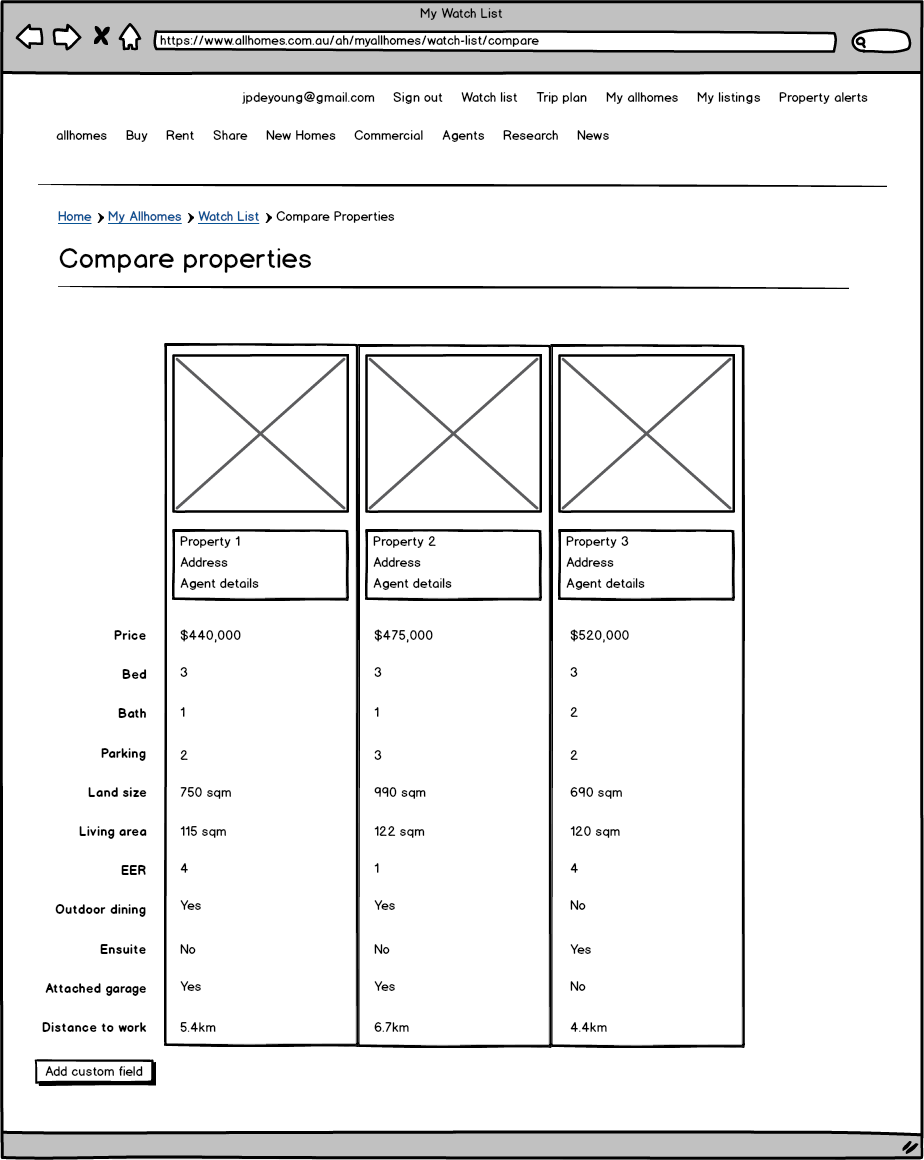 My Watch List
https://www.allhomes.com.au/ah/myallhomes/watch-list/compare
jpdeyoung@gmail.com Sign out Watch list Trip plan My allhomes My listings Property alerts
allhomes Buy Rent Share New Homes Commercial Agents Research News
Home My Allhomes Watch List Compare Properties
Compare properties
Property 1 Property 2 Property 3
Address Address Address
Agent details Agent details Agent details
Price $440,000 $475,000 $520,000
Bed 3 3 3
Bath 1 1 2
Parking 2 3 2
Land size 750 sqm 990 sqm 690 sqm
Living area 115 sqm 122 sqm 120 sqm
EER 4 1 4
Outdoor dining Yes Yes No
Ensuite No No Yes
Attached garage Yes Yes No
Distance to work 5.4km 6.7km 4.4km
Add custom field